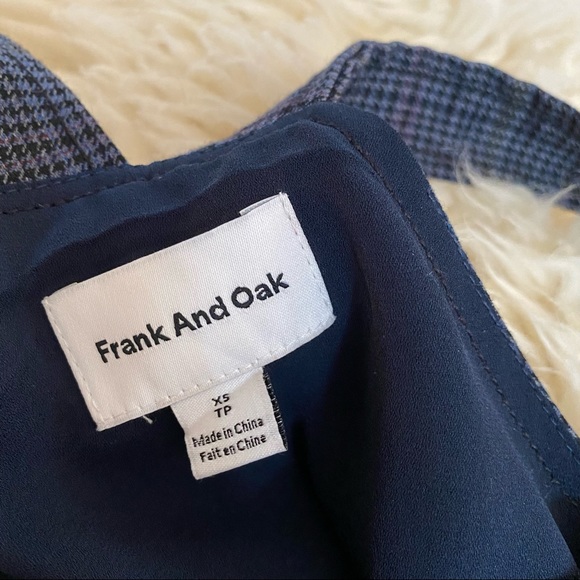 Frank And Oak
XS
TP
Made in China
Fait en Chine